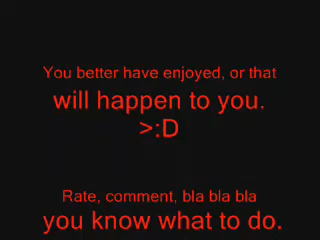 You better have enjoyed, or that
will happen to you.
>:D
Rate, comment, bla bla bla
you know what to do.